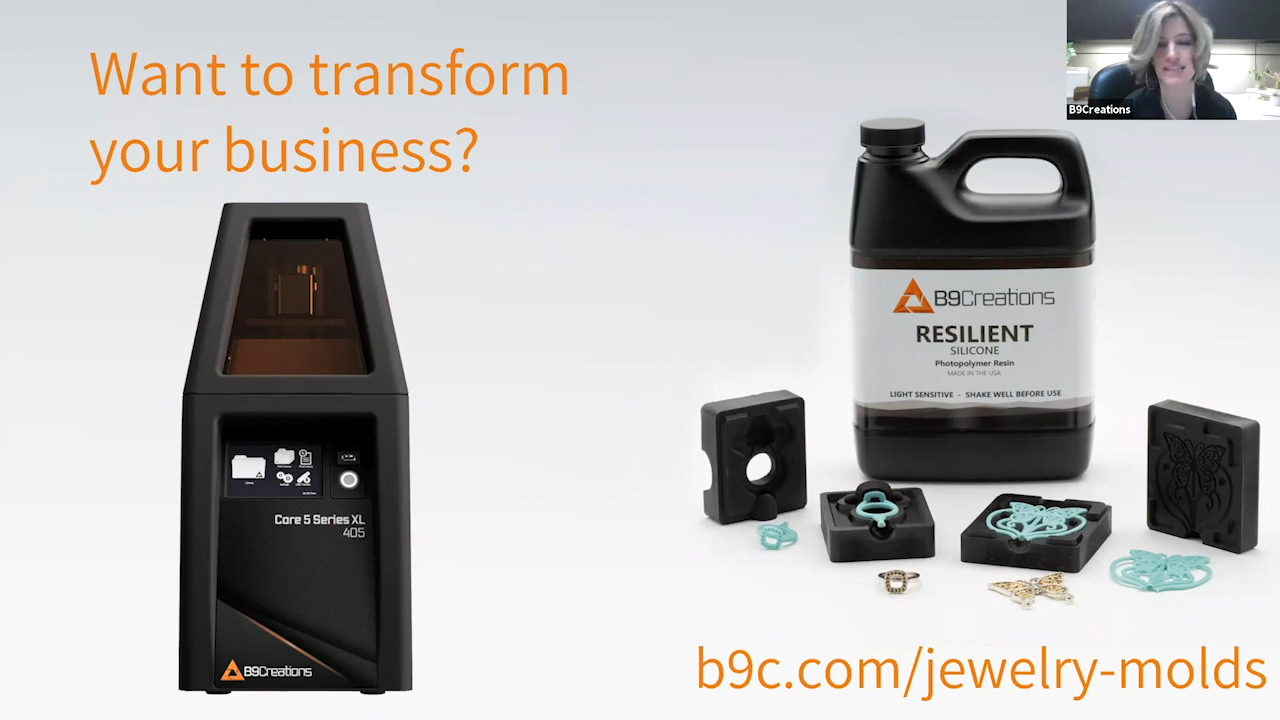 Want to transform
your business?
B9Creations
B9Creations
RESILIENT
SILICONE
Photopolymer Resin
MADE IN THE USA
LIGHT SENSITIVE - SHAKE WELL BEFORE USE
Core 5 Series XL
405
B9Creations
b9c.com/jewelry-molds